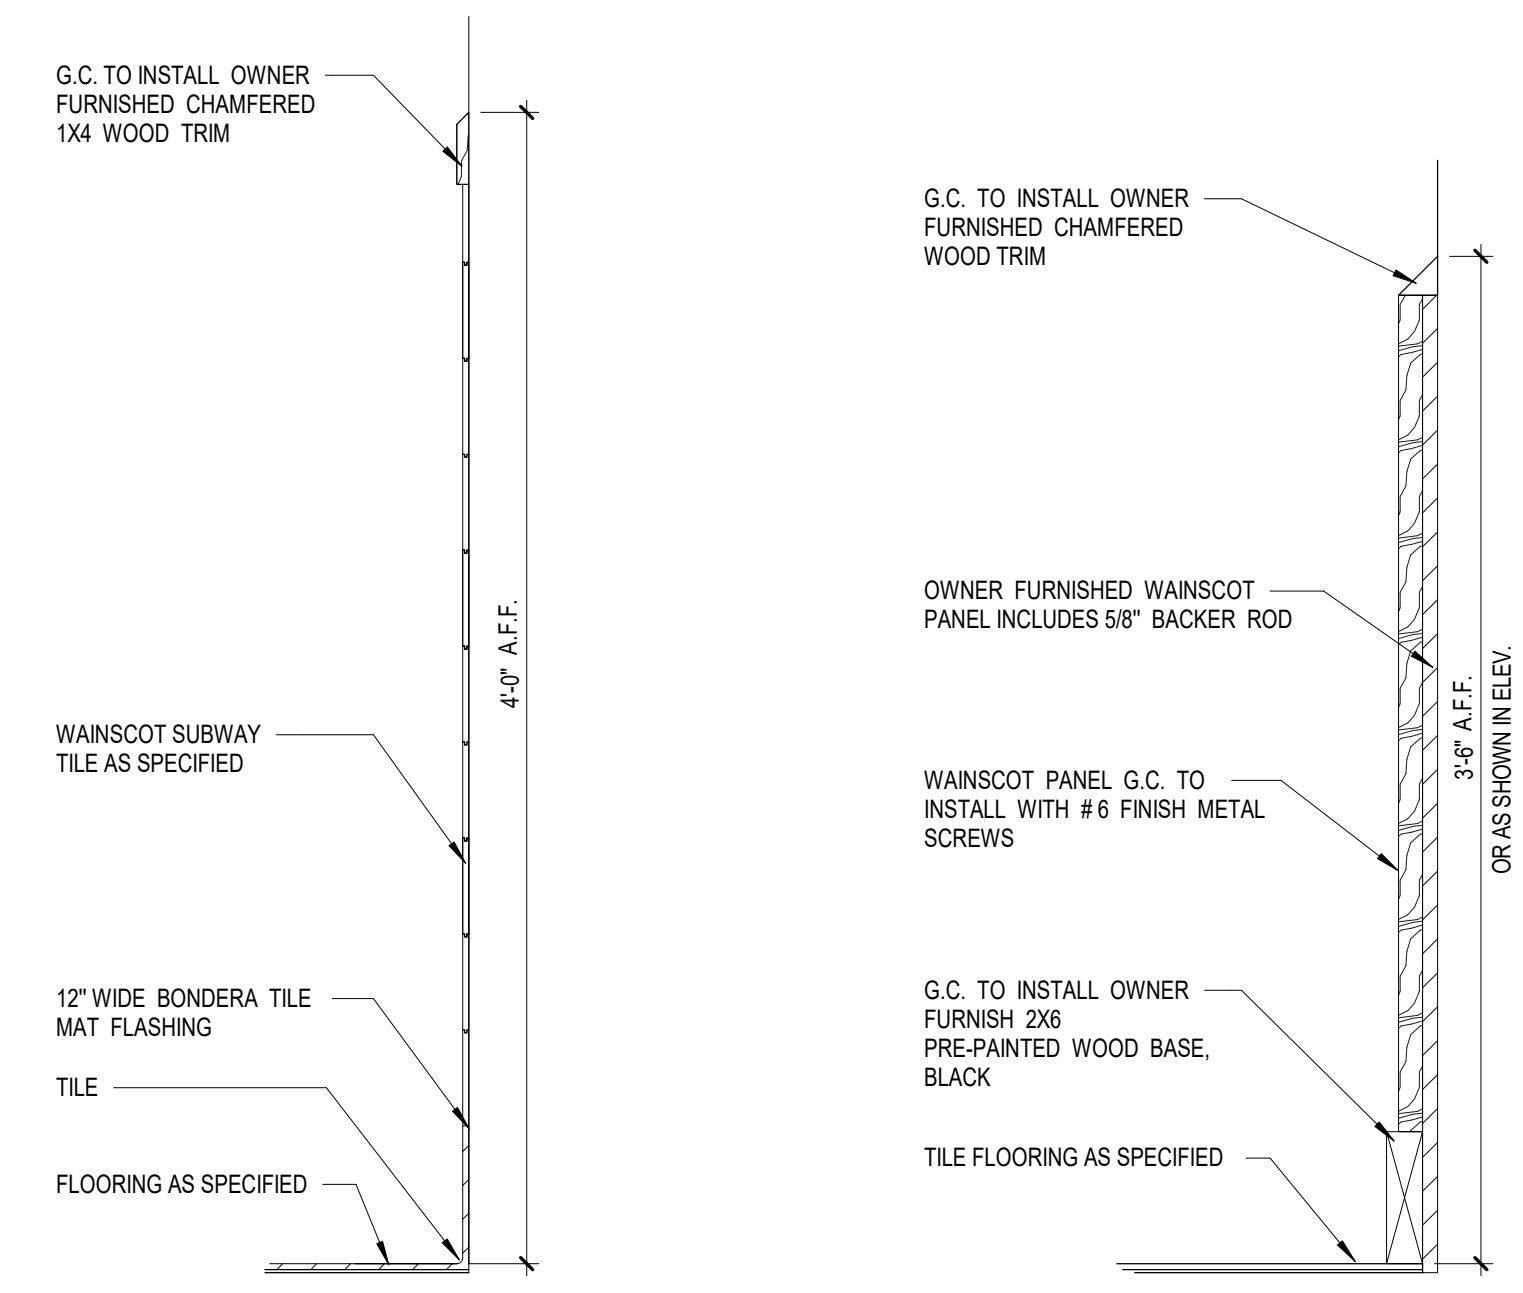 G.C. TO INSTALL OWNER
FURNISHED CHAMFERED
1X4 WOOD TRIM
4'-0" A.F.F.
WAINSCOT SUBWAY
TILE AS SPECIFIED
12" WIDE BONDERA TILE
MAT FLASHING
TILE
FLOORING AS SPECIFIED
G.C. TO INSTALL OWNER
FURNISHED CHAMFERED
WOOD TRIM
OWNER FURNISHED WAINSCOT
PANEL INCLUDES 5/8" BACKER ROD
3'-6" A.F.F.
OR AS SHOWN IN ELEV.
WAINSCOT PANEL G.C. TO
INSTALL WITH #6 FINISH METAL
SCREWS
G.C. TO INSTALL OWNER
FURNISH 2X6
PRE-PAINTED WOOD BASE,
BLACK
TILE FLOORING AS SPECIFIED